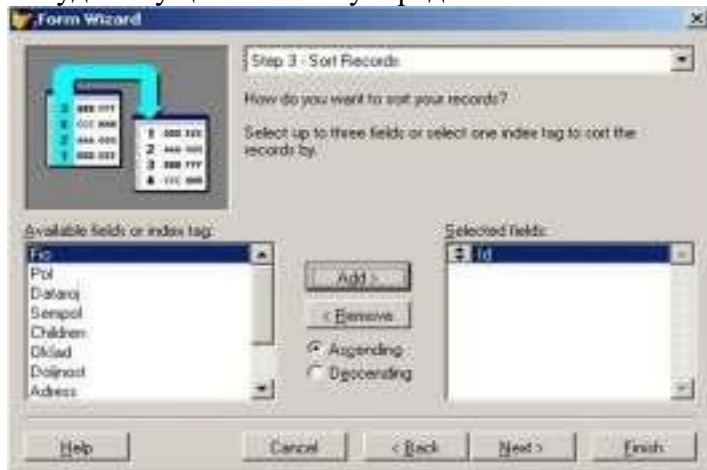 Form Wizard
Step 3 - Sort Records
How do you want to sort your records?
Select up to three fields or select one index tag to sort the
records by.
Available fields or index tag:
Selected fields:
Fio
Pol
Dataroj
Sempol
Children
Oklad
Doljnost
Adress
Id
Add >
< Remove
Ascending
Descending
Help
Cancel
< Back
Next >
Finish